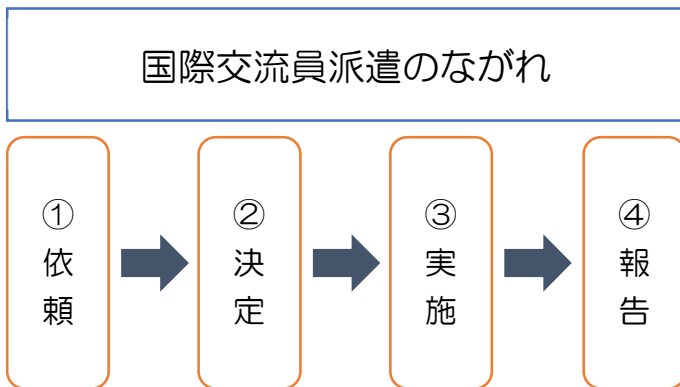 国際交流員派遣のながれ
①依頼
②決定
③実施
④報告